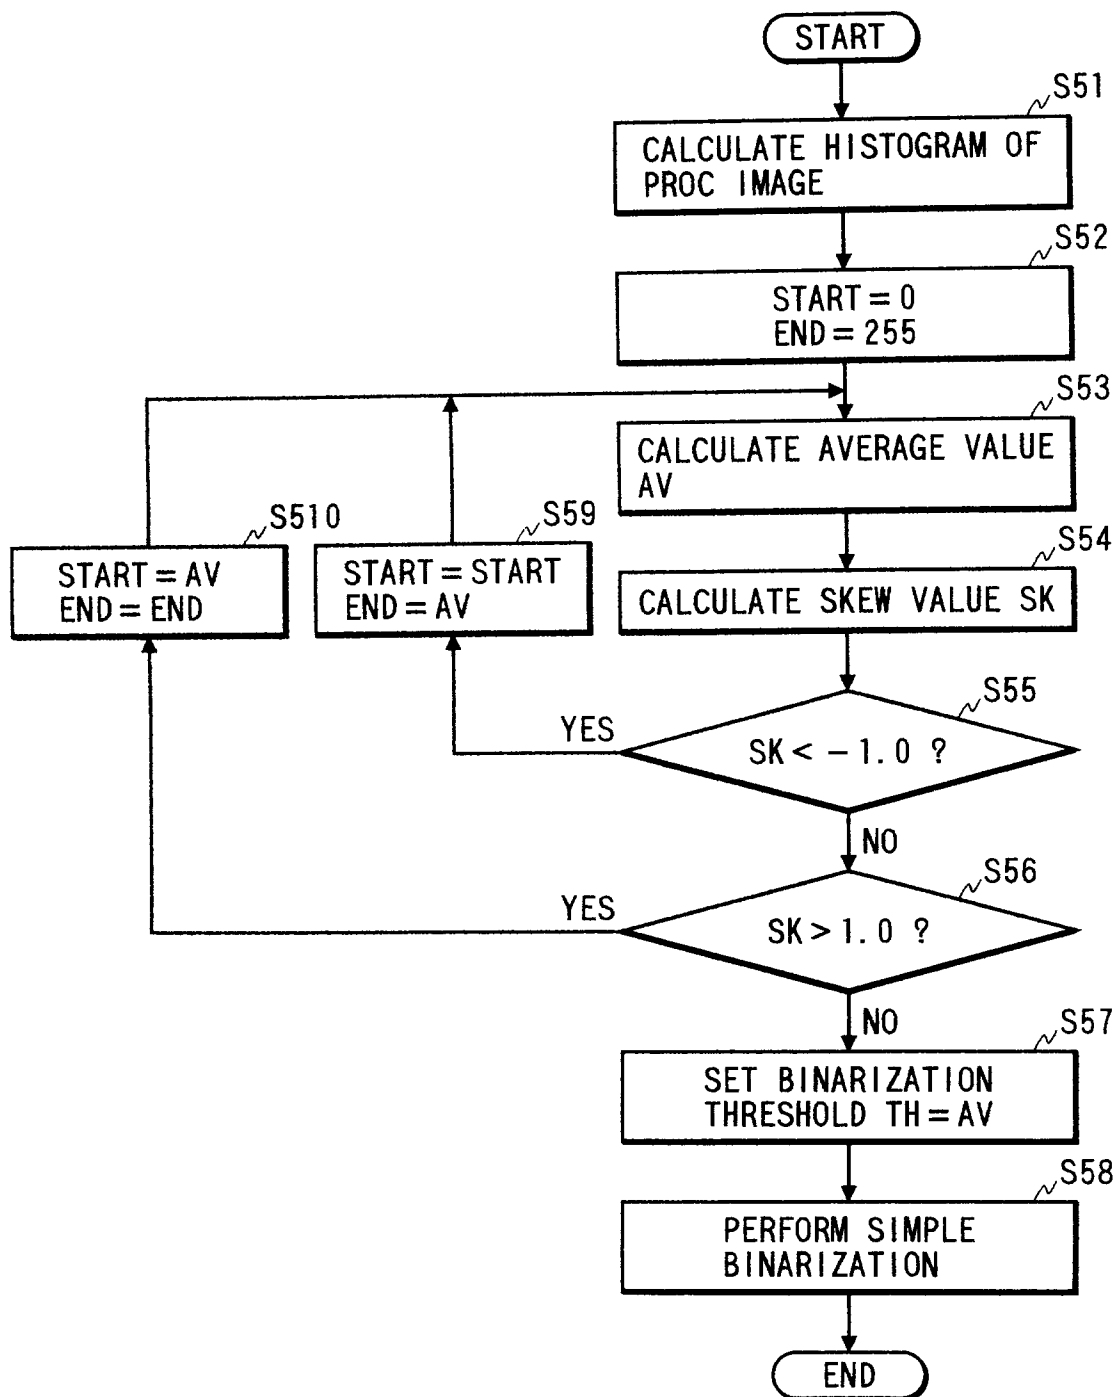 START
S51
CALCULATE HISTOGRAM OF
PROC IMAGE
S52
START = 0
END = 255
S53
CALCULATE AVERAGE VALUE
AV
S510
START = AV
END = END
S59
START = START
END = AV
S54
CALCULATE SKEW VALUE SK
S55
YES
SK < - 1.0 ?
NO
S56
YES
SK > 1.0 ?
NO
S57
SET BINARIZATION
THRESHOLD TH = AV
S58
PERFORM SIMPLE
BINARIZATION
END